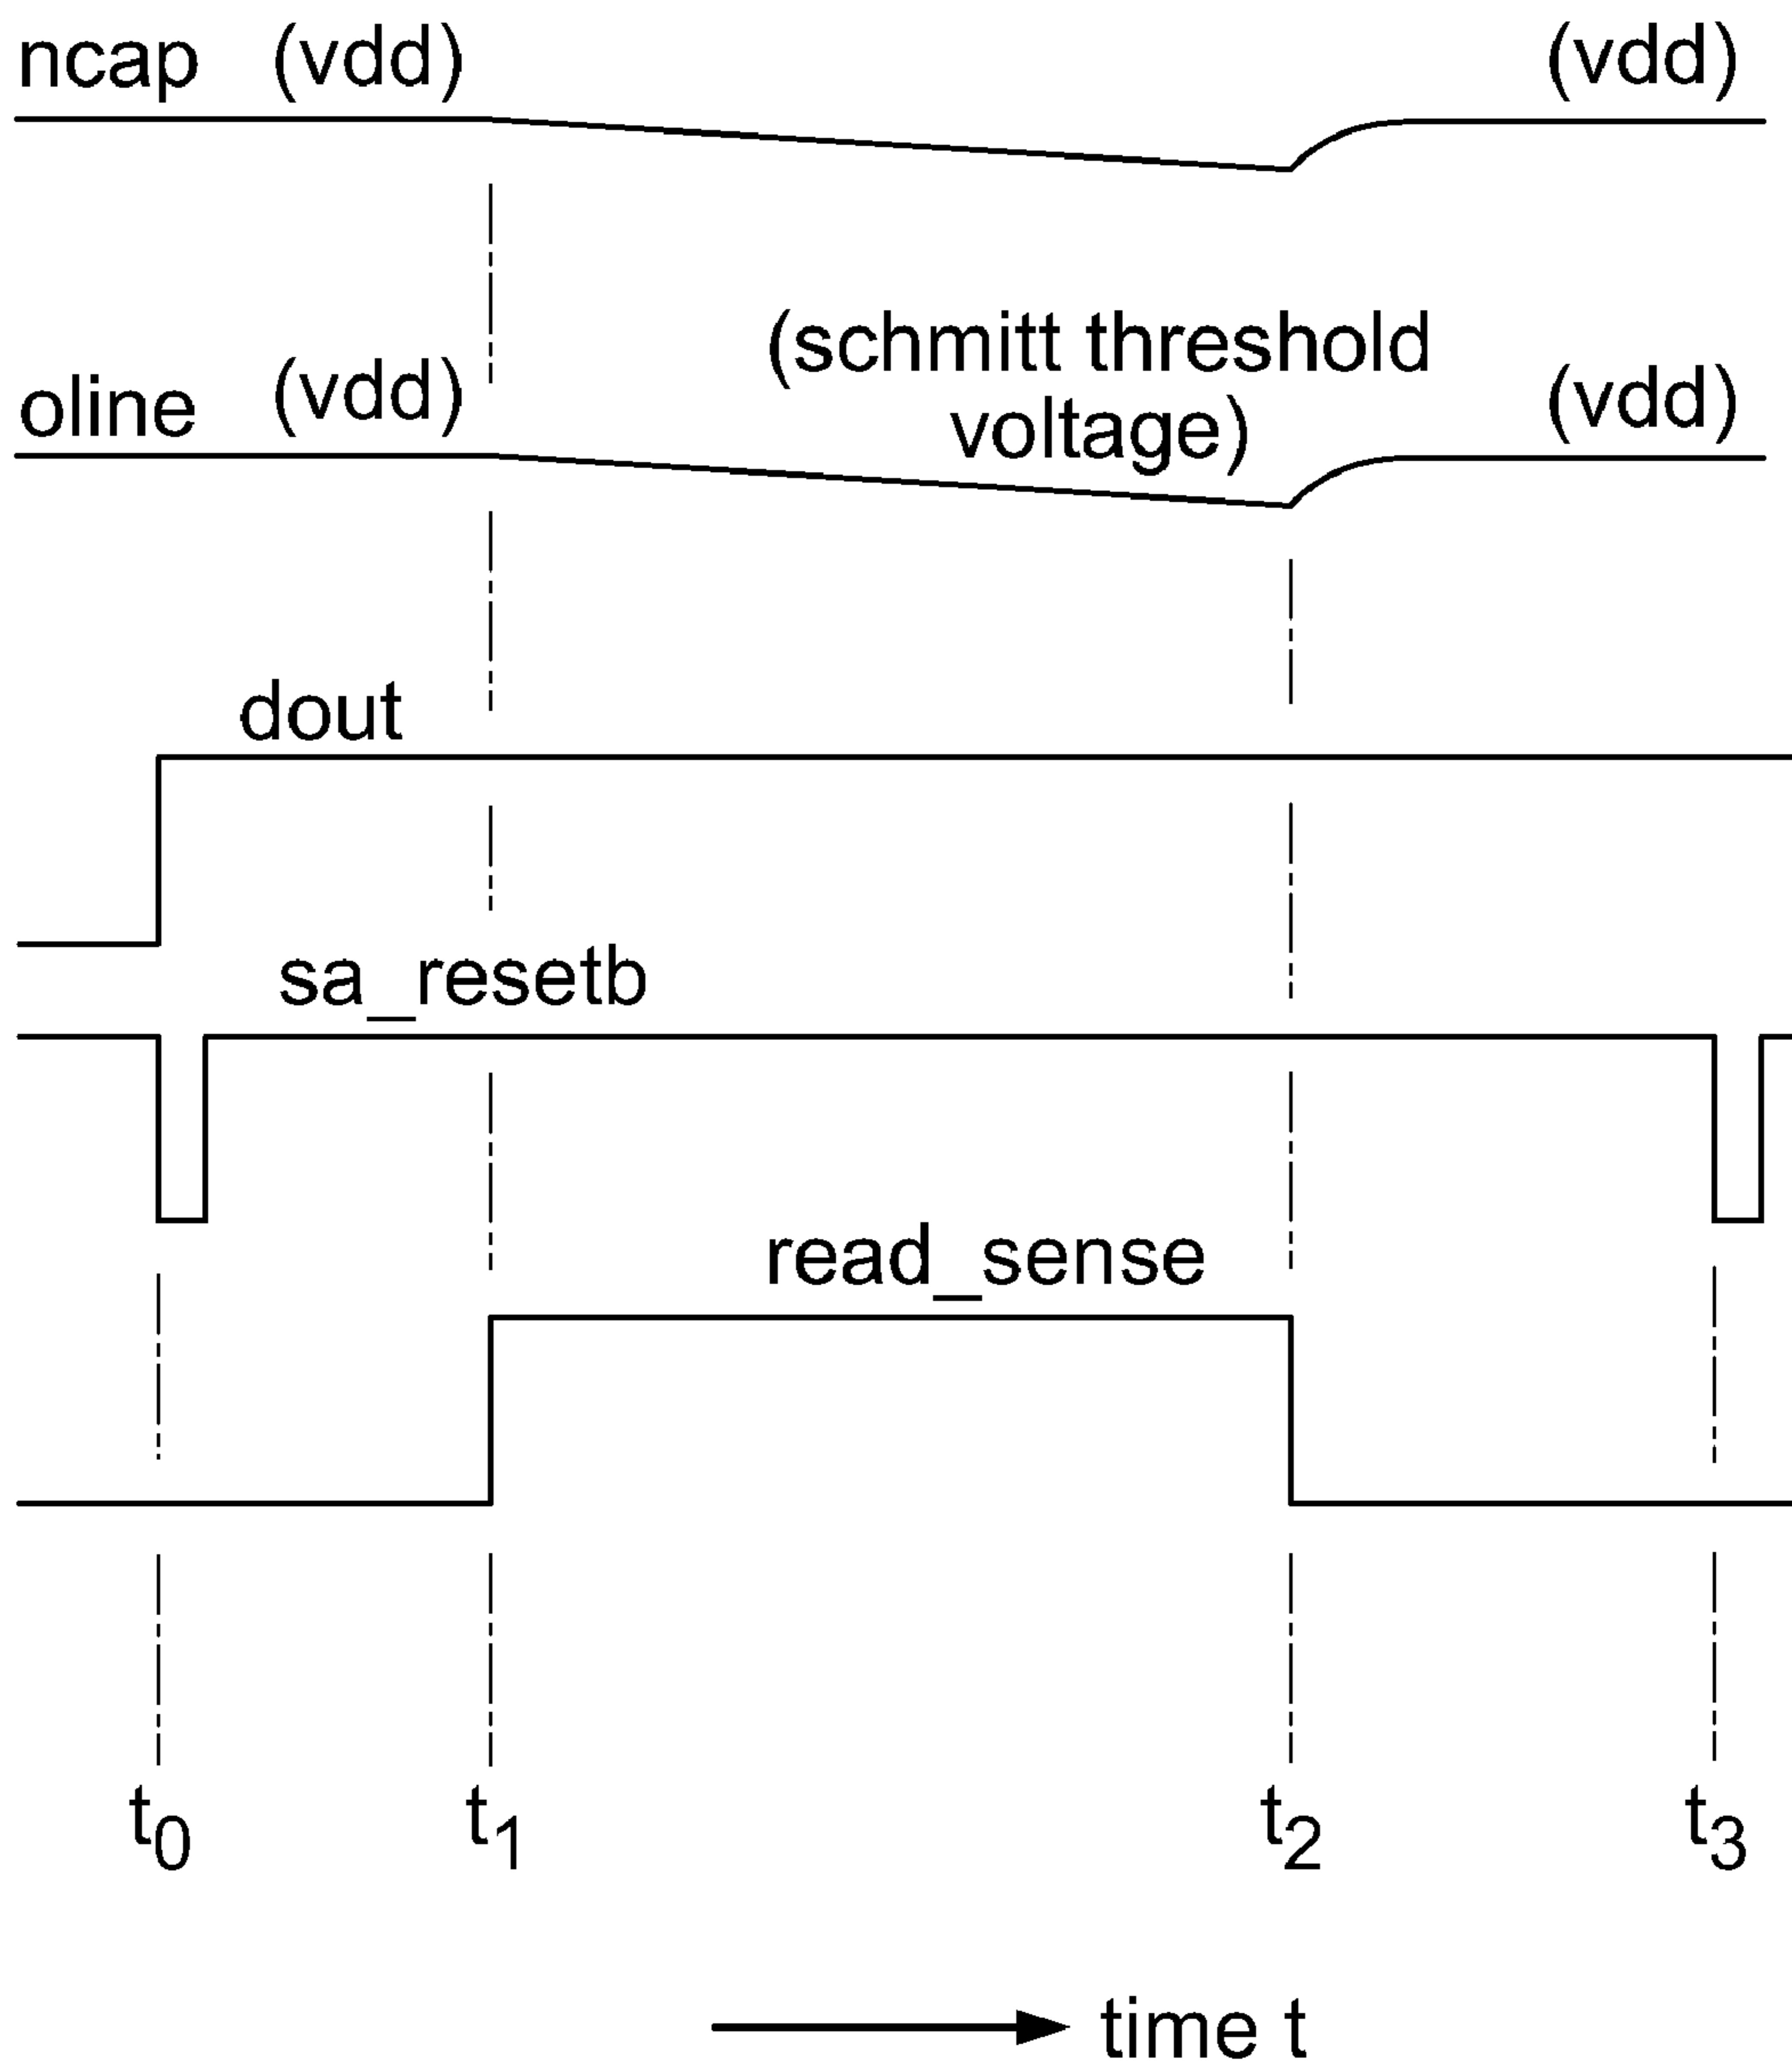 ncap (vdd) (vdd)
(schmitt threshold
voltage)
oline (vdd) (vdd)
dout
sa_resetb
read_sense
t0 t1 t2 t3
time t